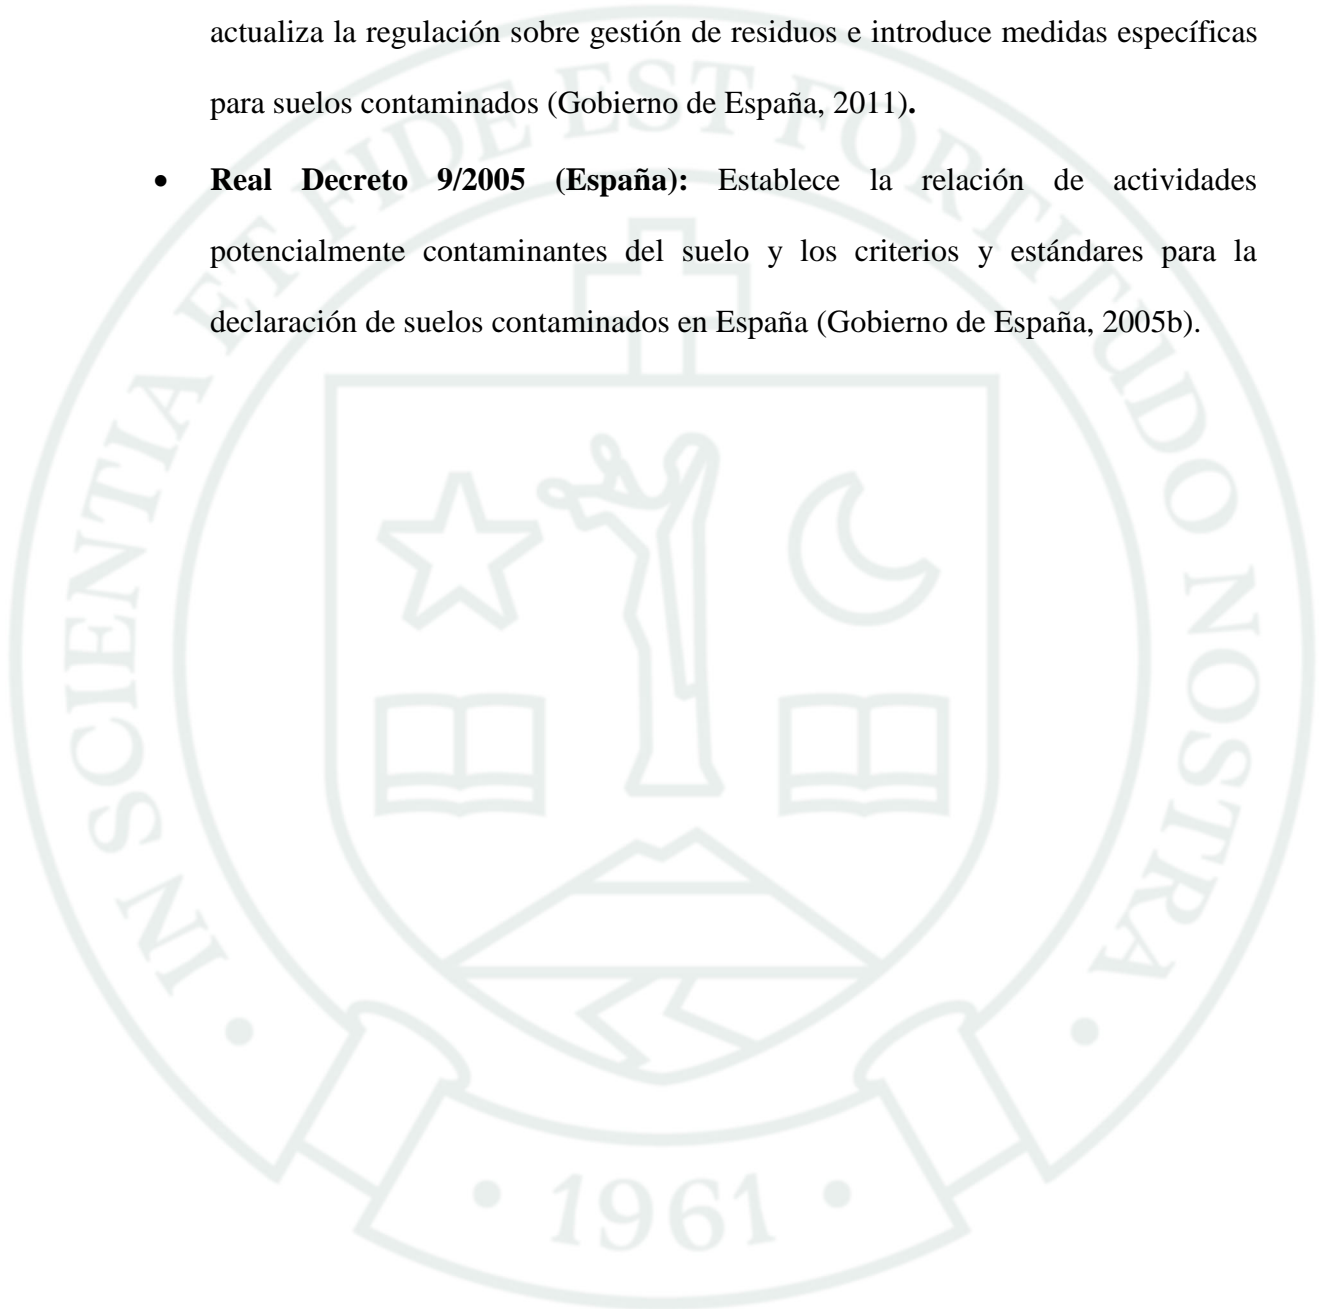 actualiza la regulación sobre gestión de residuos e introduce medidas específicas
para suelos contaminados (Gobierno de España, 2011).
• Real Decreto 9/2005 (España): Establece la relación de actividades
potencialmente contaminantes del suelo y los criterios y estándares para la
declaración de suelos contaminados en España (Gobierno de España, 2005b).
IN SCIENTIA ET FIDE EST FORTITUDO NOSTRA
• 1961 •